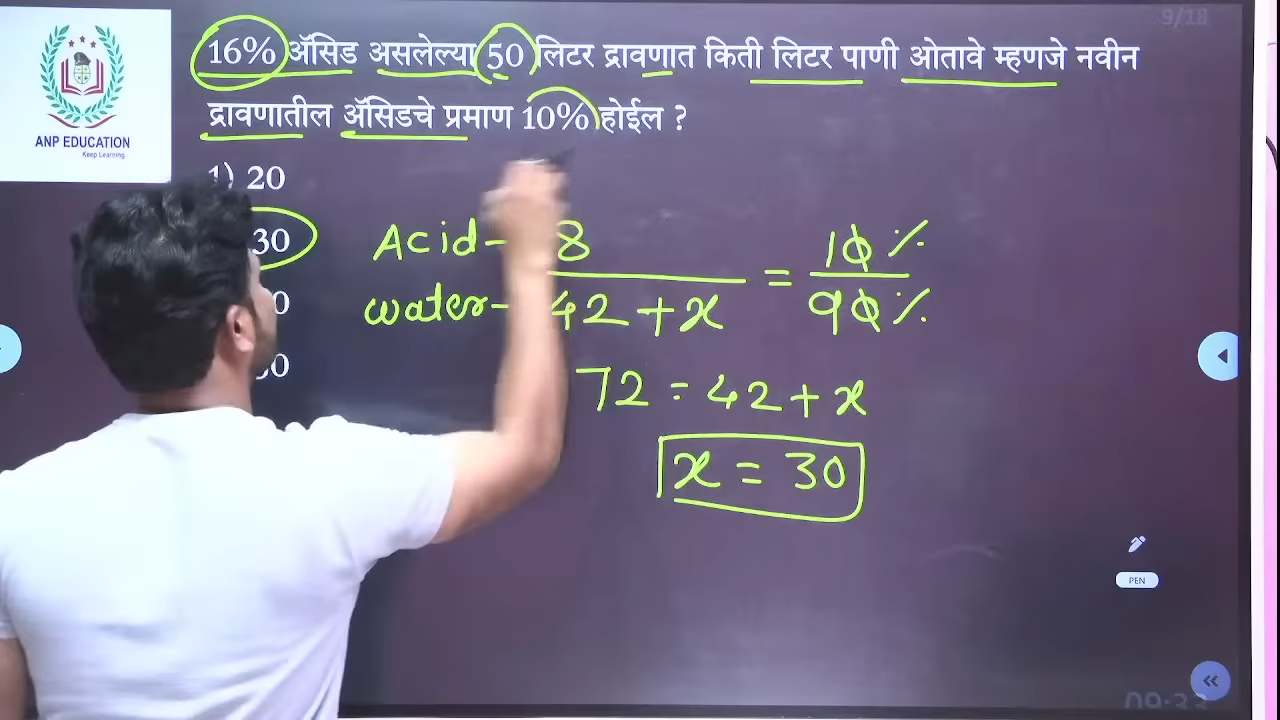 9/18
16% ॲसिड असलेल्या 50 लिटर द्रावणात किती लिटर पाणी ओतावे म्हणजे नवीन
द्रावणातील ॲसिडचे प्रमाण 10% होईल ?
ANP EDUCATION
Keep Learning..
1) 20
30
0
Acid- 8 = 10 %
water- 42 + x 90 %
72 = 42 + x
x = 30
PEN
«